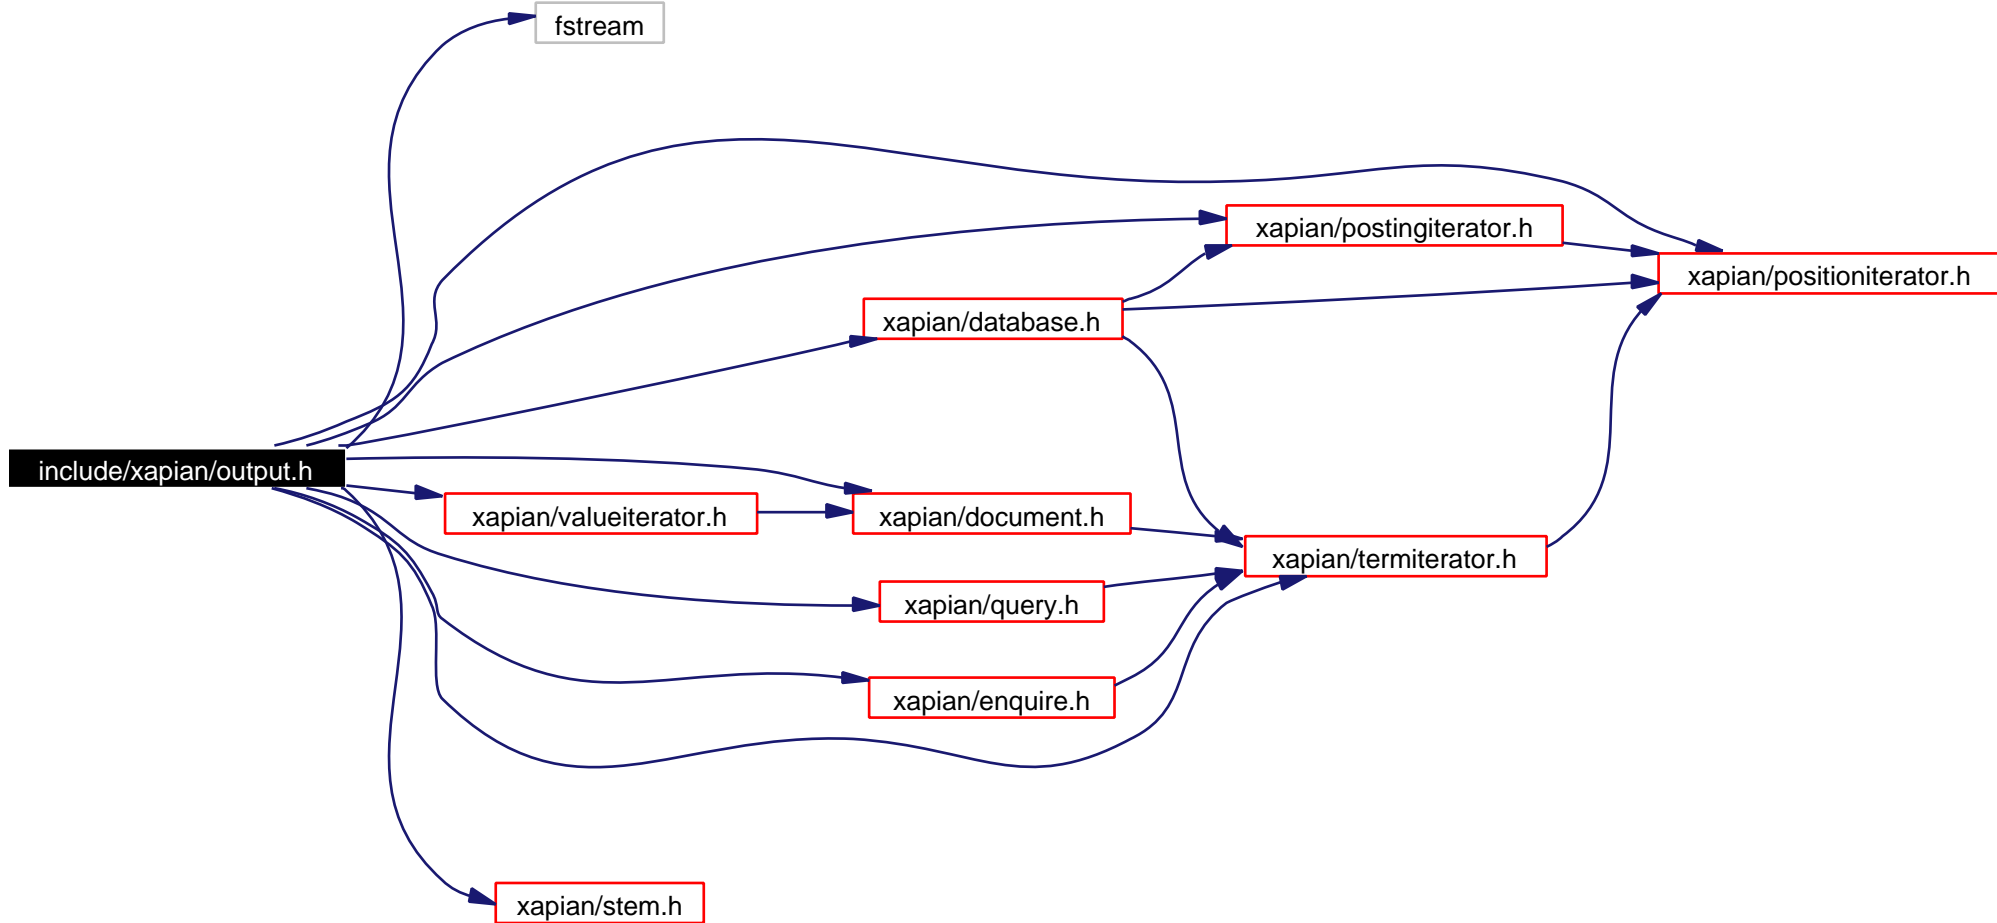 fstream
xapian/postingiterator.h
xapian/positioniterator.h
xapian/database.h
include/xapian/output.h
xapian/valueiterator.h
xapian/document.h
xapian/termiterator.h
xapian/query.h
xapian/enquire.h
xapian/stem.h